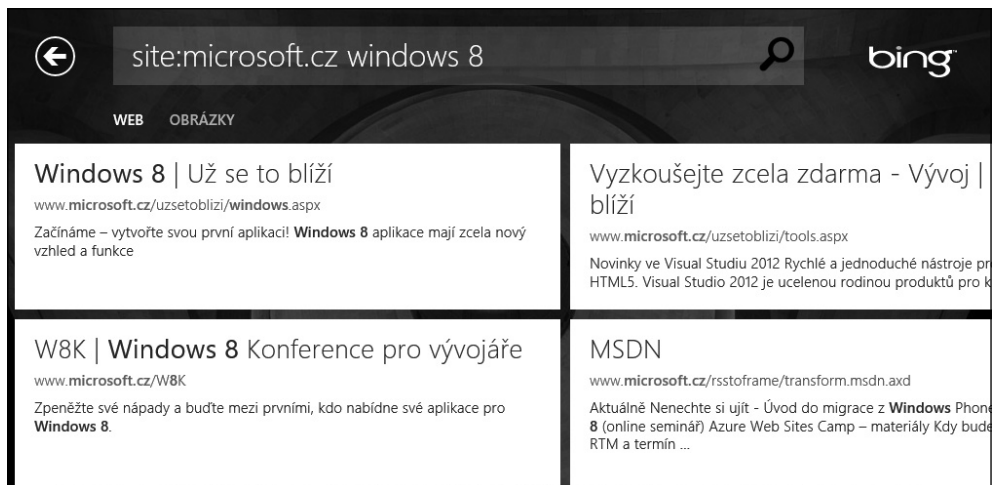 site:microsoft.cz windows 8
bing
WEB OBRÁZKY
Windows 8 | Už se to blíží
www.microsoft.cz/uzsetoblizi/windows.aspx
Začínáme – vytvořte svou první aplikaci! Windows 8 aplikace mají zcela nový
vzhled a funkce
Vyzkoušejte zcela zdarma - Vývoj |
blíží
www.microsoft.cz/uzsetoblizi/tools.aspx
Novinky ve Visual Studiu 2012 Rychlé a jednoduché nástroje pr
HTML5. Visual Studio 2012 je ucelenou rodinou produktů pro k
W8K | Windows 8 Konference pro vývojáře
www.microsoft.cz/W8K
Zpeněžte své nápady a buďte mezi prvními, kdo nabídne své aplikace pro
Windows 8.
MSDN
www.microsoft.cz/rsstoframe/transform.msdn.axd
Aktuálně Nenechte si ujít - Úvod do migrace z Windows Phone
8 (online seminář) Azure Web Sites Camp – materiály Kdy bude
RTM a termín ...